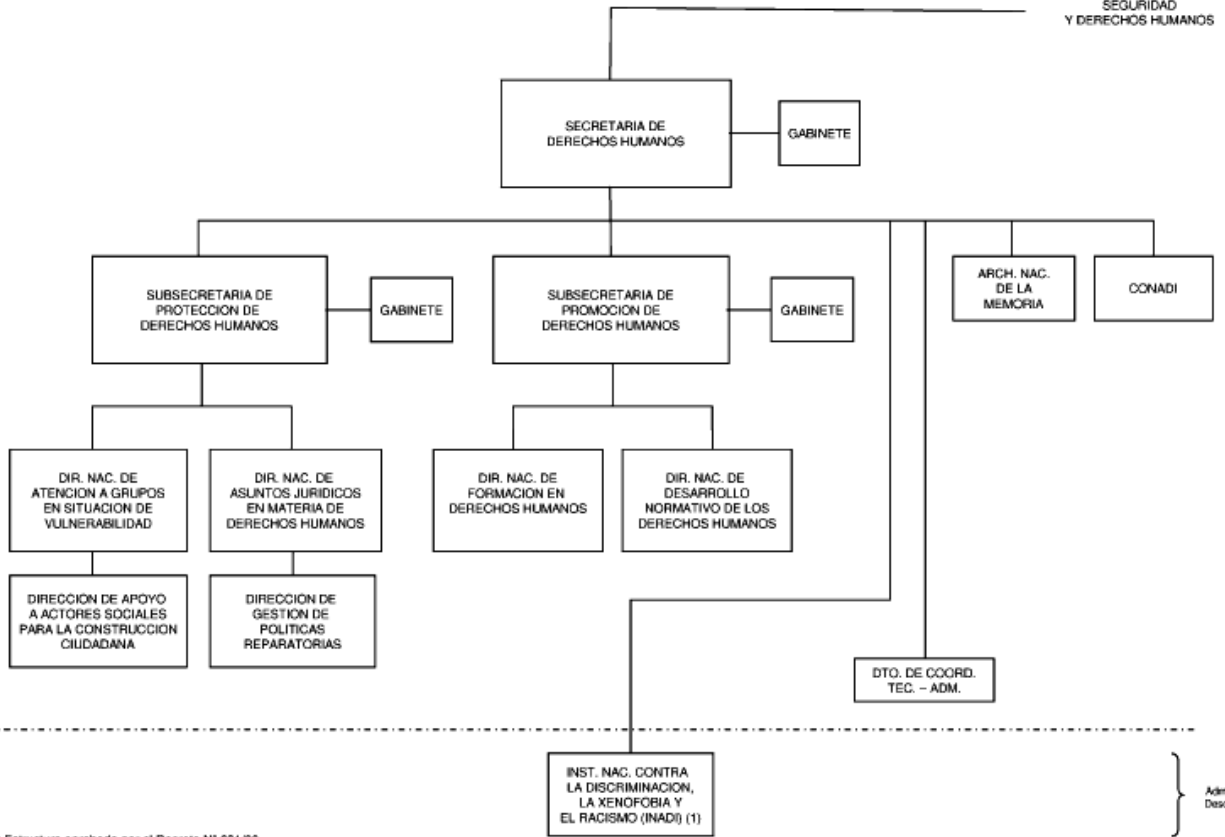 SEGURIDAD
Y DERECHOS HUMANOS
SECRETARIA DE
DERECHOS HUMANOS
GABINETE
SUBSECRETARIA DE
PROTECCION DE
DERECHOS HUMANOS
GABINETE
SUBSECRETARIA DE
PROMOCION DE
DERECHOS HUMANOS
GABINETE
ARCH. NAC.
DE LA
MEMORIA
CONADI
DIR. NAC. DE
ATENCION A GRUPOS
EN SITUACION DE
VULNERABILIDAD
DIR. NAC. DE
ASUNTOS JURIDICOS
EN MATERIA DE
DERECHOS HUMANOS
DIR. NAC. DE
FORMACION EN
DERECHOS HUMANOS
DIR. NAC. DE
DESARROLLO
NORMATIVO DE LOS
DERECHOS HUMANOS
DIRECCION DE APOYO
A ACTORES SOCIALES
PARA LA CONSTRUCCION
CIUDADANA
DIRECCION DE
GESTION DE
POLITICAS
REPARATORIAS
DTO. DE COORD.
TEC. – ADM.
INST. NAC. CONTRA
LA DISCRIMINACION,
LA XENOFOBIA Y
EL RACISMO (INADI) (1)
Adm
Desc